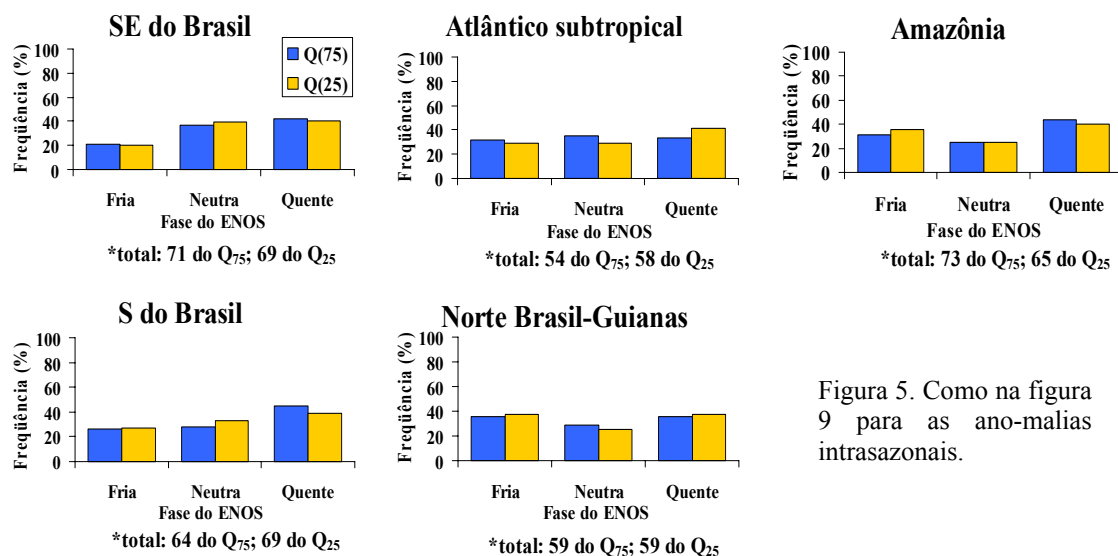 SE do Brasil
Freqüência (%)
100
80
60
40
20
0
Q(75)
Q(25)
Fria Neutra Quente
Fase do ENOS
*total: 71 do Q75; 69 do Q25
Atlântico subtropical
Freqüência (%)
100
80
60
40
20
0
Fria Neutra Quente
Fase do ENOS
*total: 54 do Q75; 58 do Q25
Amazônia
Freqüência (%)
100
80
60
40
20
0
Fria Neutra Quente
Fase do ENOS
*total: 73 do Q75; 65 do Q25
S do Brasil
Freqüência (%)
100
80
60
40
20
0
Fria Neutra Quente
Fase do ENOS
*total: 64 do Q75; 69 do Q25
Norte Brasil-Guianas
Freqüência (%)
100
80
60
40
20
0
Fria Neutra Quente
Fase do ENOS
*total: 59 do Q75; 59 do Q25
Figura 5. Como na figura
9 para as ano-malias
intrasazonais.